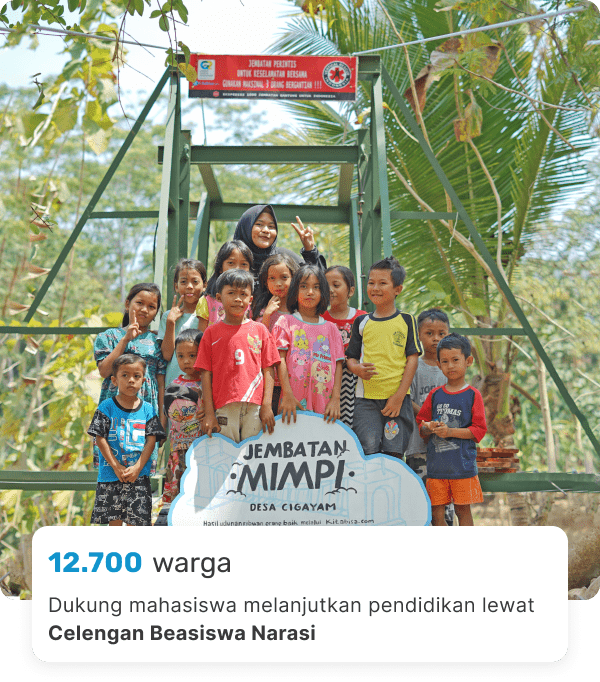 JEMBATAN PERINTIS
UNTUK KESELAMATAN BERSAMA
GUNAKAN MAKSIMAL 3 ORANG BERGANTIAN !!!
JEMBATAN
MIMPI
DESA CIGAYAM
12.700 warga
Dukung mahasiswa melanjutkan pendidikan lewat
Celengan Beasiswa Narasi